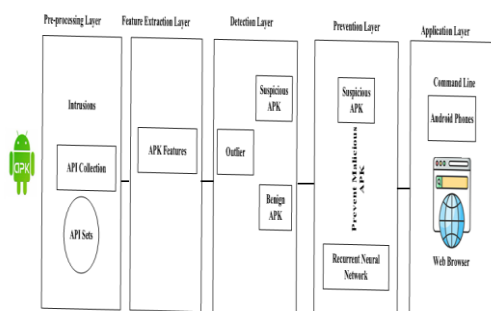 Pre-processing Layer
Feature Extraction Layer
Detection Layer
Prevention Layer
Application Layer
apk
Intrusions
API Collection
API Sets
APK Features
Suspicious
APK
Outlier
Benign
APK
Suspicious
APK
Prevent Malicious
APK
Recurrent Neural
Network
Command Line
Android Phones
Web Browser